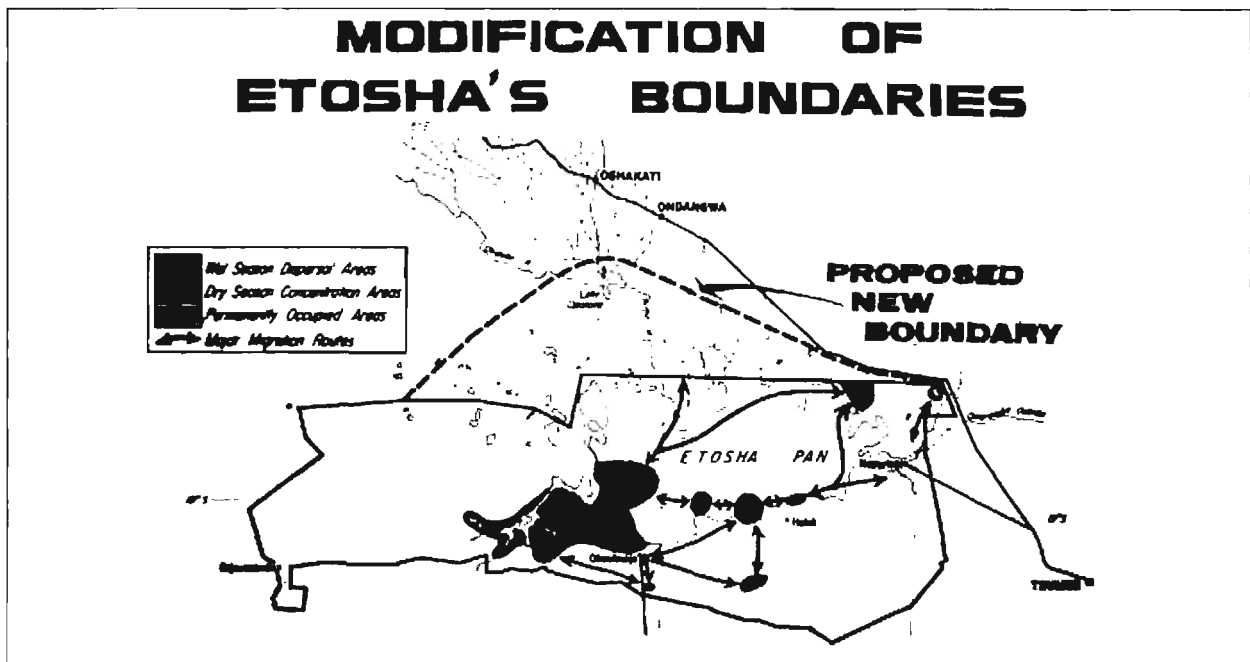 MODIFICATION OF
ETOSHA'S BOUNDARIES
OSHAKATI
ONDANGWA
Wet Season Dispersal Areas
Dry Season Concentration Areas
Permanently Occupied Areas
Major Migration Routes
PROPOSED
NEW
BOUNDARY
ETOSHA PAN
Halali